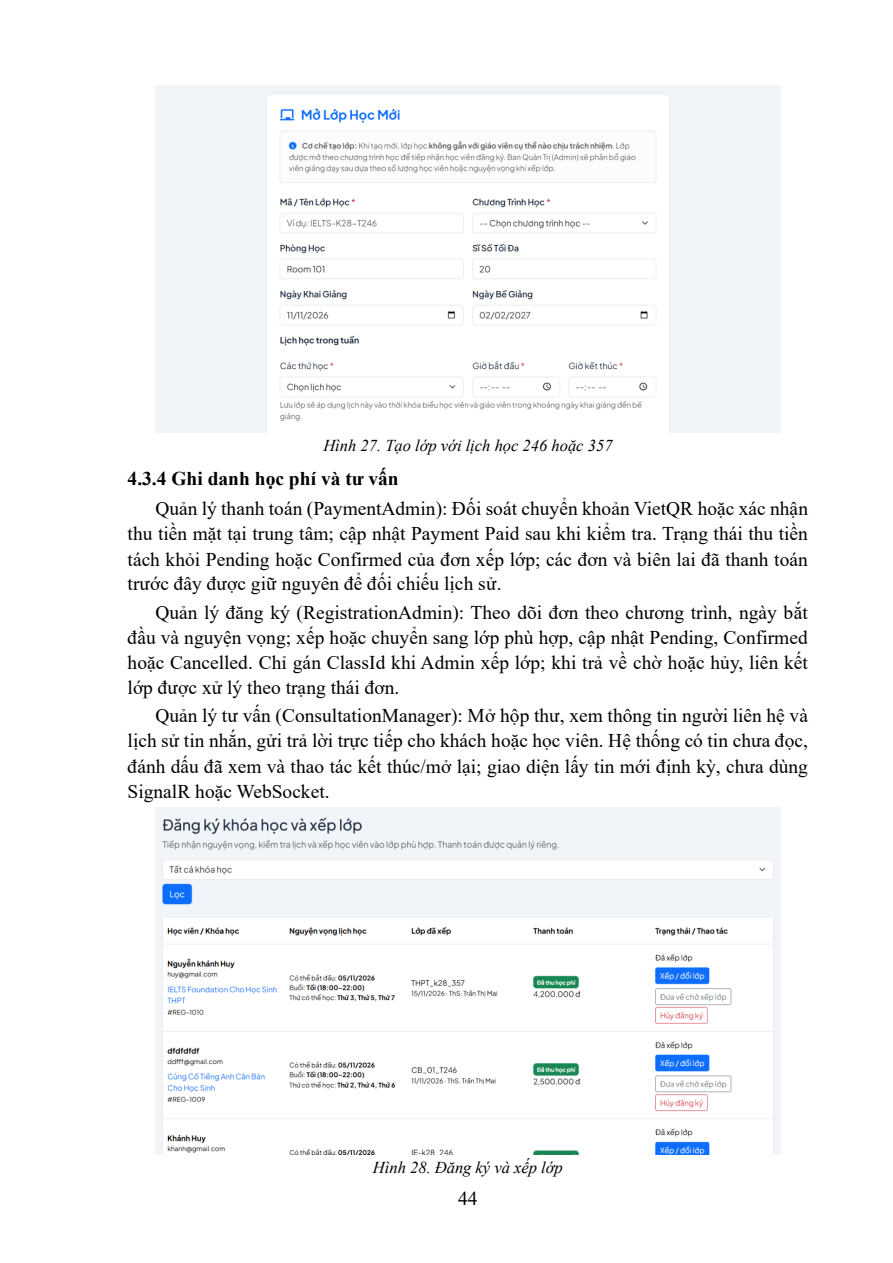 Mở Lớp Học Mới
Cơ chế tạo lớp: Khi tạo mới, lớp học không gắn với giáo viên cụ thể nào chịu trách nhiệm. Lớp
được mở theo chương trình học để tiếp nhận học viên đăng ký. Ban Quản Trị (Admin) sẽ phân bổ giáo
viên giảng dạy sau dựa theo số lượng học viên hoặc nguyện vọng khi xếp lớp.
Mã / Tên Lớp Học * Chương Trình Học *
Ví dụ: IELTS-K28-T246 -- Chọn chương trình học --
Phòng Học Sĩ Số Tối Đa
Room 101 20
Ngày Khai Giảng Ngày Bế Giảng
11/11/2026 02/02/2027
Lịch học trong tuần
Các thứ học * Giờ bắt đầu * Giờ kết thúc *
Chọn lịch học --:-- -- --:-- --
Lưu lớp sẽ áp dụng lịch này vào thời khóa biểu học viên và giáo viên trong khoảng ngày khai giảng đến bế
giảng.
Hình 27. Tạo lớp với lịch học 246 hoặc 357
4.3.4 Ghi danh học phí và tư vấn
Quản lý thanh toán (PaymentAdmin): Đối soát chuyển khoản VietQR hoặc xác nhận
thu tiền mặt tại trung tâm; cập nhật Payment Paid sau khi kiểm tra. Trạng thái thu tiền
tách khỏi Pending hoặc Confirmed của đơn xếp lớp; các đơn và biên lai đã thanh toán
trước đây được giữ nguyên để đối chiếu lịch sử.
Quản lý đăng ký (RegistrationAdmin): Theo dõi đơn theo chương trình, ngày bắt
đầu và nguyện vọng; xếp hoặc chuyển sang lớp phù hợp, cập nhật Pending, Confirmed
hoặc Cancelled. Chỉ gán ClassId khi Admin xếp lớp; khi trả về chờ hoặc hủy, liên kết
lớp được xử lý theo trạng thái đơn.
Quản lý tư vấn (ConsultationManager): Mở hộp thư, xem thông tin người liên hệ và
lịch sử tin nhắn, gửi trả lời trực tiếp cho khách hoặc học viên. Hệ thống có tin chưa đọc,
đánh dấu đã xem và thao tác kết thúc/mở lại; giao diện lấy tin mới định kỳ, chưa dùng
SignalR hoặc WebSocket.
Đăng ký khóa học và xếp lớp
Tiếp nhận nguyện vọng, kiểm tra lịch và xếp học viên vào lớp phù hợp. Thanh toán được quản lý riêng.
Tất cả khóa học
Lọc
Học viên / Khóa học Nguyện vọng lịch học Lớp đã xếp Thanh toán Trạng thái / Thao tác
Nguyễn khánh Huy
huy@gmail.com
IELTS Foundation Cho Học Sinh
THPT
#REG-1010
Có thể bắt đầu: 05/11/2026
Buổi: Tối (18:00-22:00)
Thứ có thể học: Thứ 3, Thứ 5, Thứ 7
THPT_k28_357
15/11/2026 · ThS. Trần Thị Mai
Đã thu học phí
4,200,000 đ
Đã xếp lớp
Xếp / đổi lớp
Đưa về chờ xếp lớp
Hủy đăng ký
dfdfdfdf
ddfff@gmail.com
Củng Cố Tiếng Anh Căn Bản
Cho Học Sinh
#REG-1009
Có thể bắt đầu: 05/11/2026
Buổi: Tối (18:00-22:00)
Thứ có thể học: Thứ 2, Thứ 4, Thứ 6
CB_01_T246
11/11/2026 · ThS. Trần Thị Mai
Đã thu học phí
2,500,000 đ
Đã xếp lớp
Xếp / đổi lớp
Đưa về chờ xếp lớp
Hủy đăng ký
Khánh Huy
khanh@gmail.com
Có thể bắt đầu: 05/11/2026
IE-k28_246
Đã xếp lớp
Xếp / đổi lớp
Hình 28. Đăng ký và xếp lớp
44